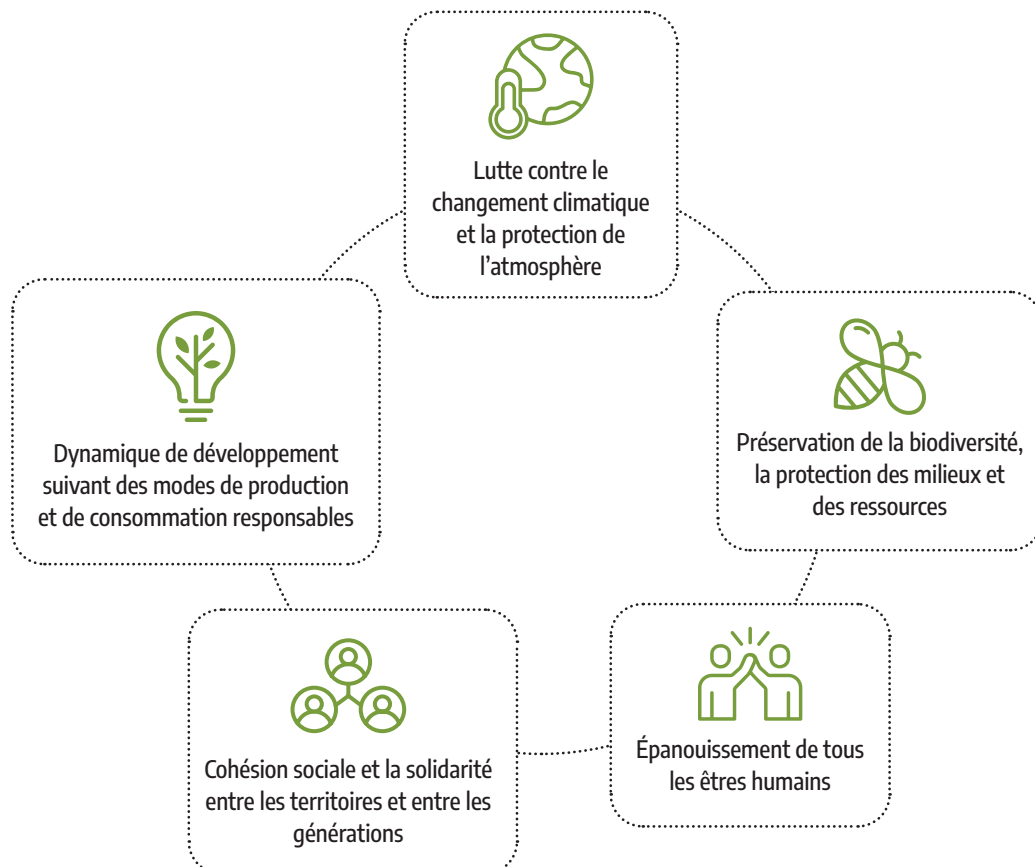 Lutte contre le
changement climatique
et la protection de
l'atmosphère
Dynamique de développement
suivant des modes de production
et de consommation responsables
Préservation de la biodiversité,
la protection des milieux et
des ressources
Cohésion sociale et la solidarité
entre les territoires et entre les
générations
Épanouissement de tous
les êtres humains